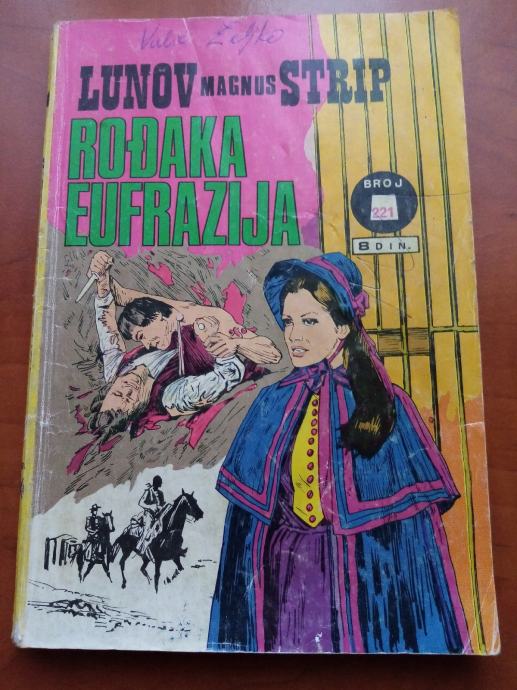 LUNOV MAGNUS STRIP
ROĐAKA
EUFRAZIJA
BROJ
221
8 DIN.